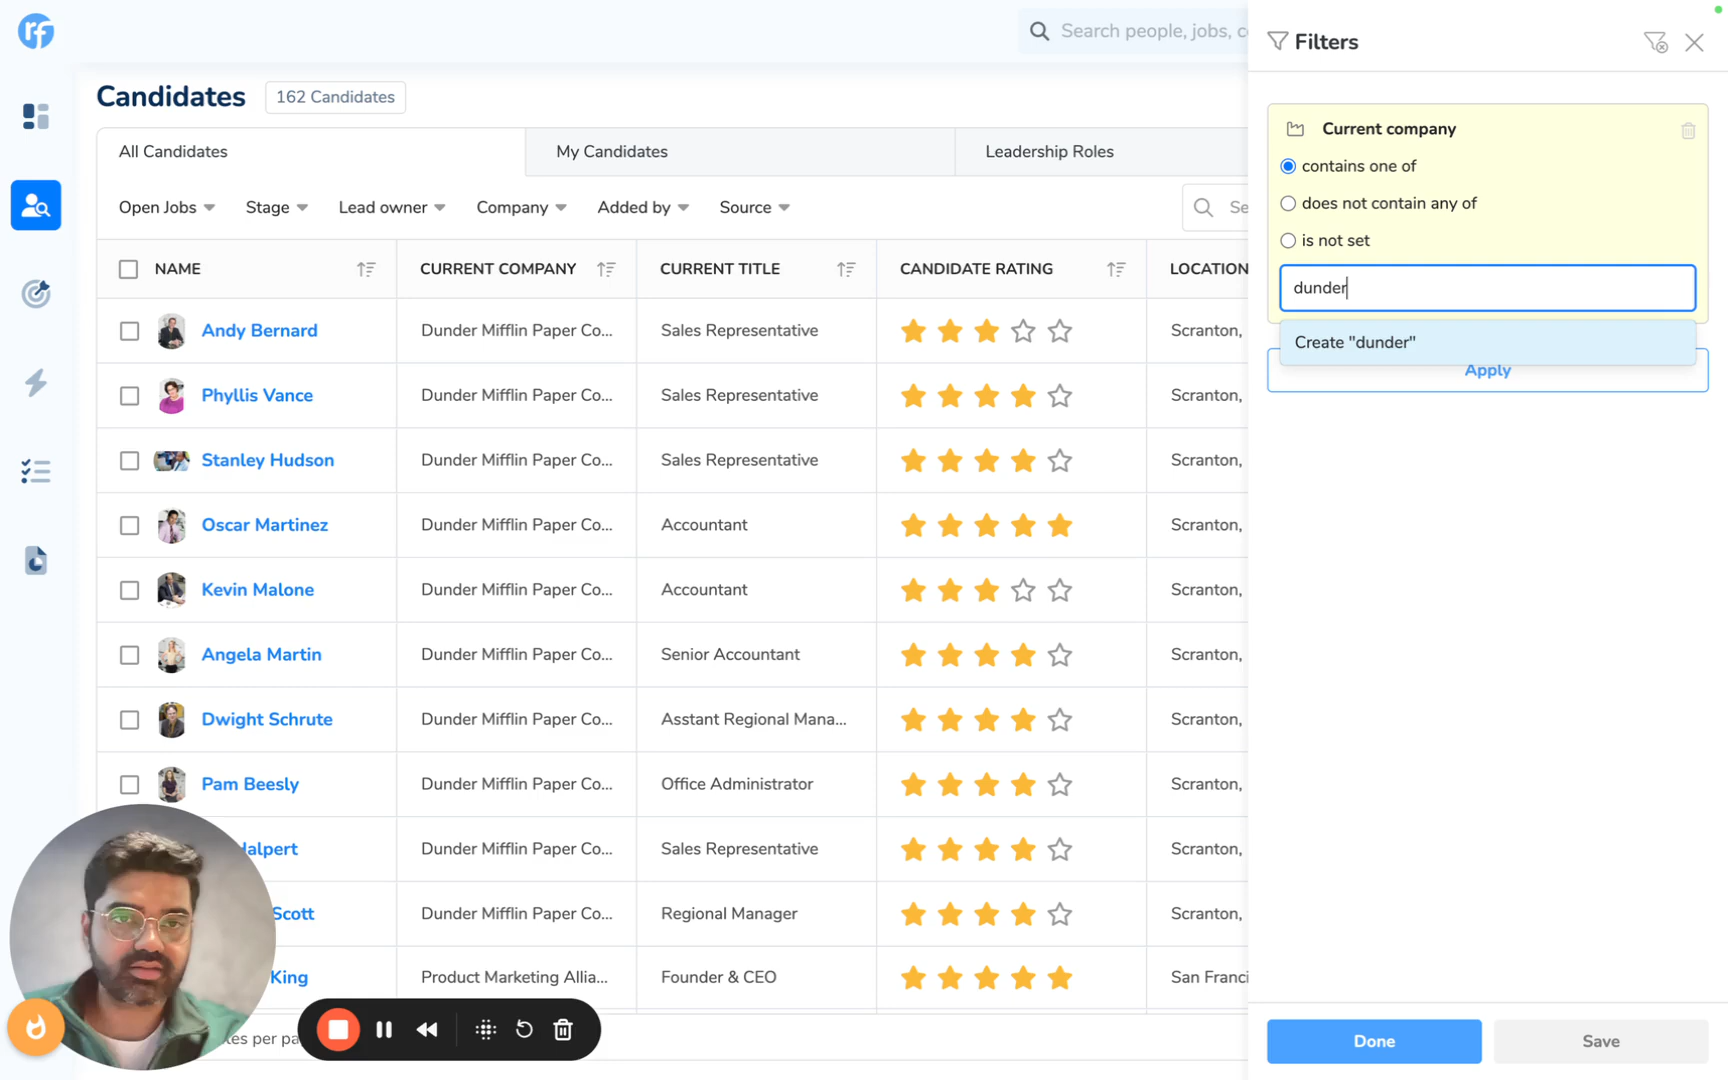 rf
Search people, jobs, co
Filters
Candidates
162 Candidates
All Candidates
My Candidates
Leadership Roles
Current company
contains one of
does not contain any of
is not set
dunder
Create "dunder"
Apply
Open Jobs
Stage
Lead owner
Company
Added by
Source
Se
NAME
CURRENT COMPANY
CURRENT TITLE
CANDIDATE RATING
LOCATION
Andy Bernard
Dunder Mifflin Paper Co...
Sales Representative
Scranton,
Phyllis Vance
Dunder Mifflin Paper Co...
Sales Representative
Scranton,
Stanley Hudson
Dunder Mifflin Paper Co...
Sales Representative
Scranton,
Oscar Martinez
Dunder Mifflin Paper Co...
Accountant
Scranton,
Kevin Malone
Dunder Mifflin Paper Co...
Accountant
Scranton,
Angela Martin
Dunder Mifflin Paper Co...
Senior Accountant
Scranton,
Dwight Schrute
Dunder Mifflin Paper Co...
Asstant Regional Mana...
Scranton,
Pam Beesly
Dunder Mifflin Paper Co...
Office Administrator
Scranton,
Halpert
Dunder Mifflin Paper Co...
Sales Representative
Scranton,
Scott
Dunder Mifflin Paper Co...
Regional Manager
Scranton,
King
Product Marketing Allia...
Founder & CEO
San Franci
tes per pa
Done
Save